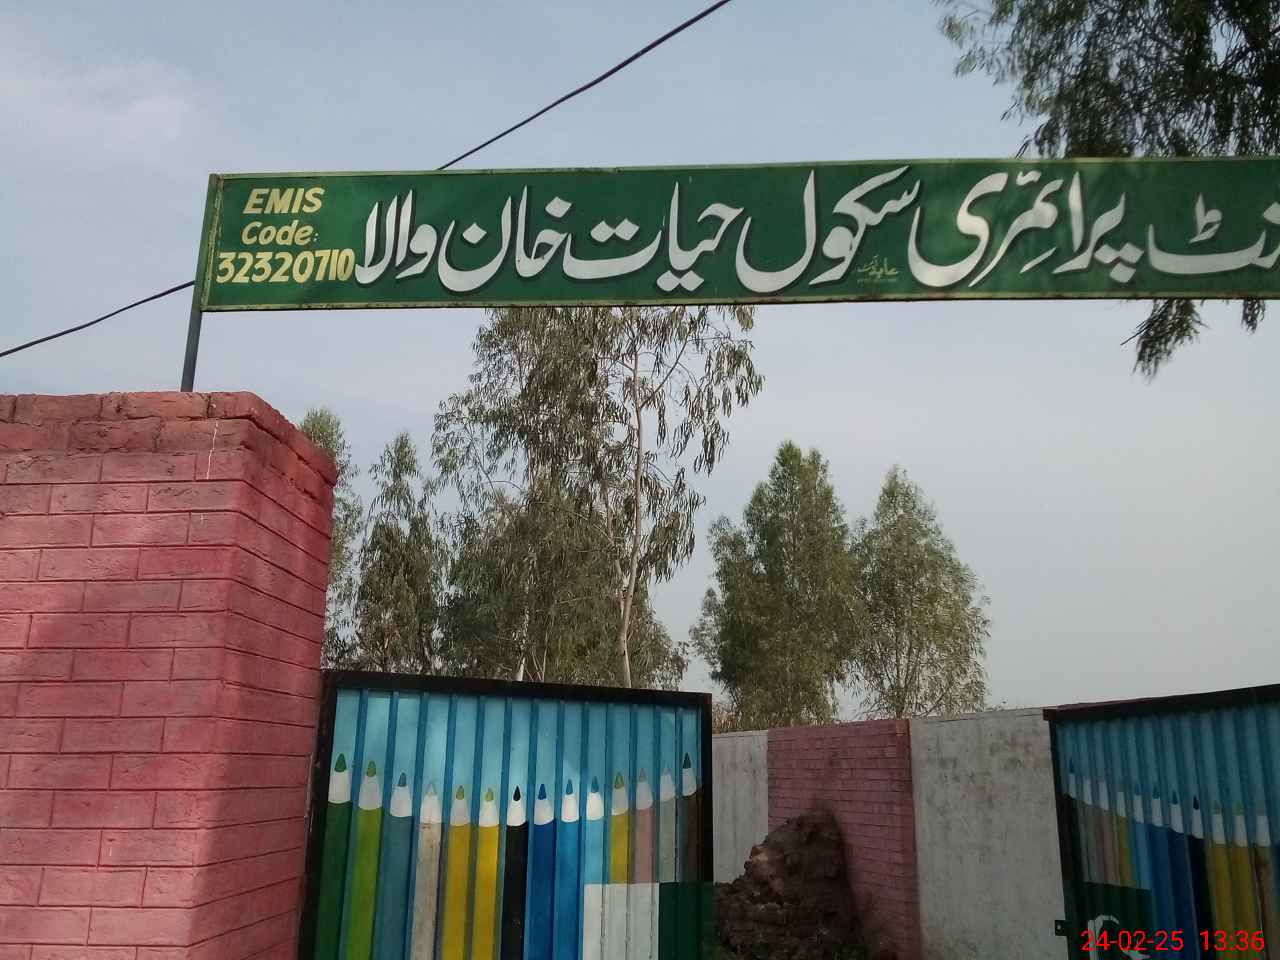 پرائمری سکول حیات خان والا
EMIS
Code:
32320710
24-02-25 13:36